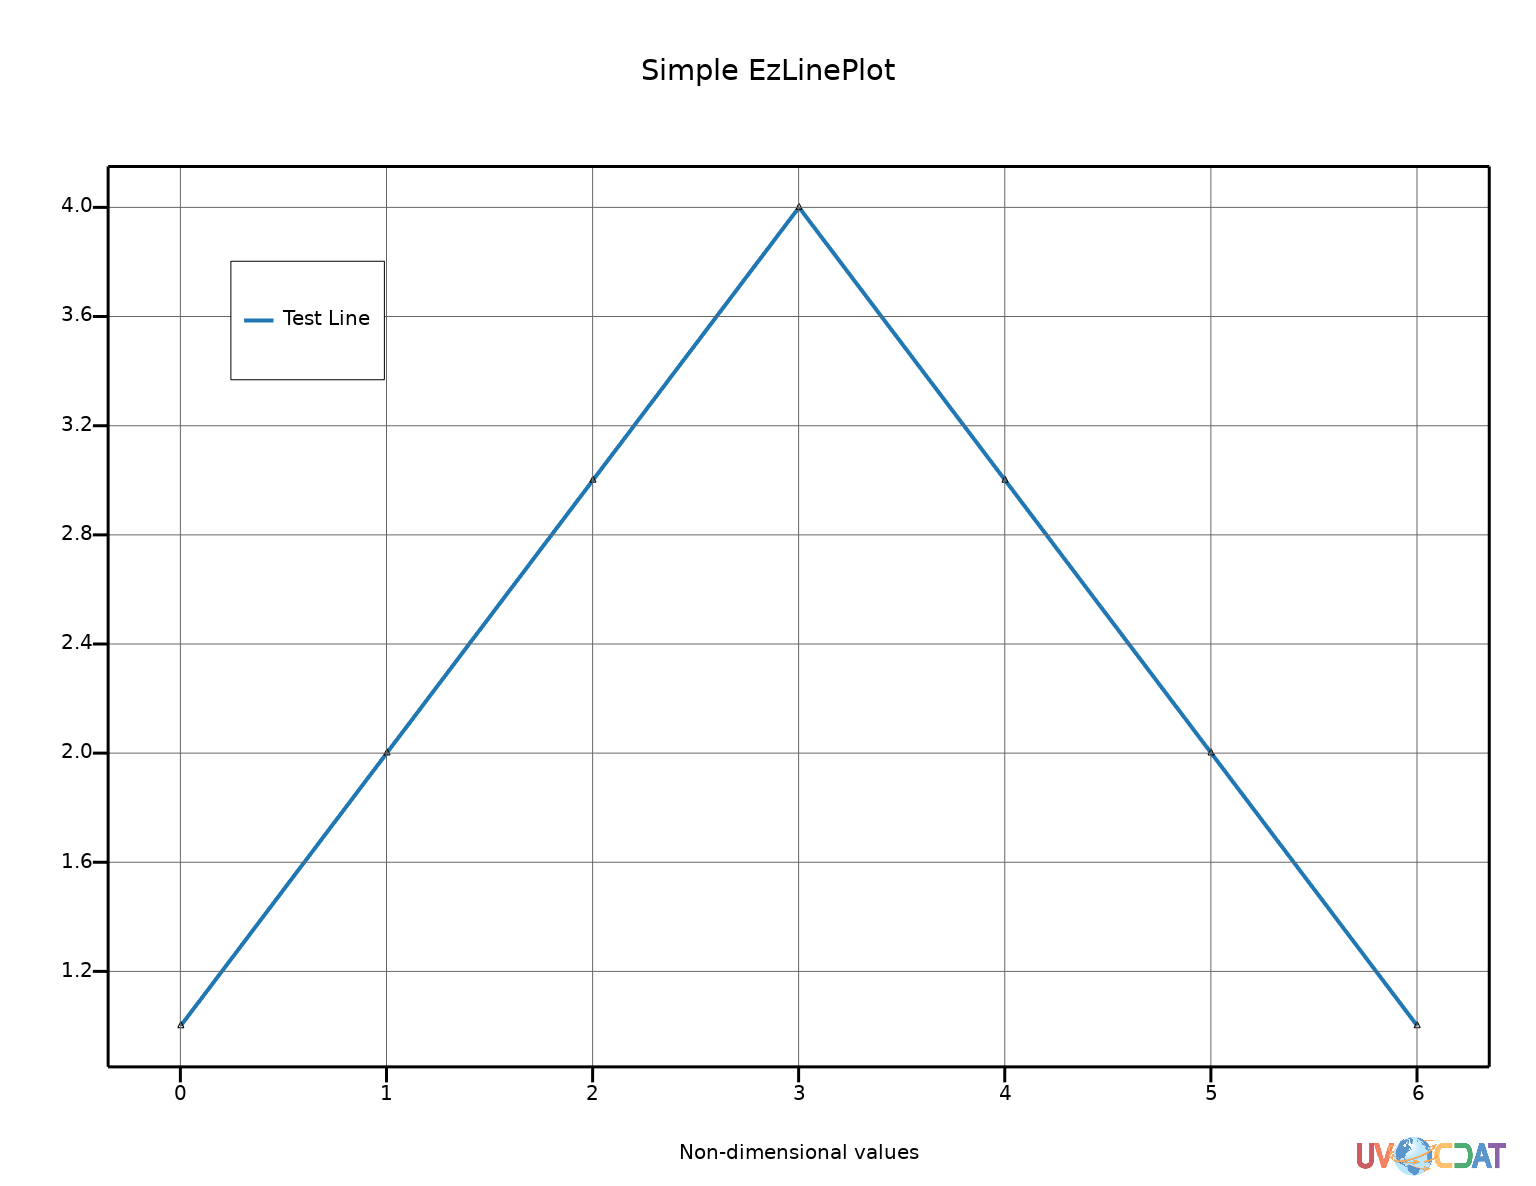 Simple EzLinePlot
4.0
3.6
3.2
2.8
2.4
2.0
1.6
1.2
Test Line
0 1 2 3 4 5 6
Non-dimensional values
UVCDAT